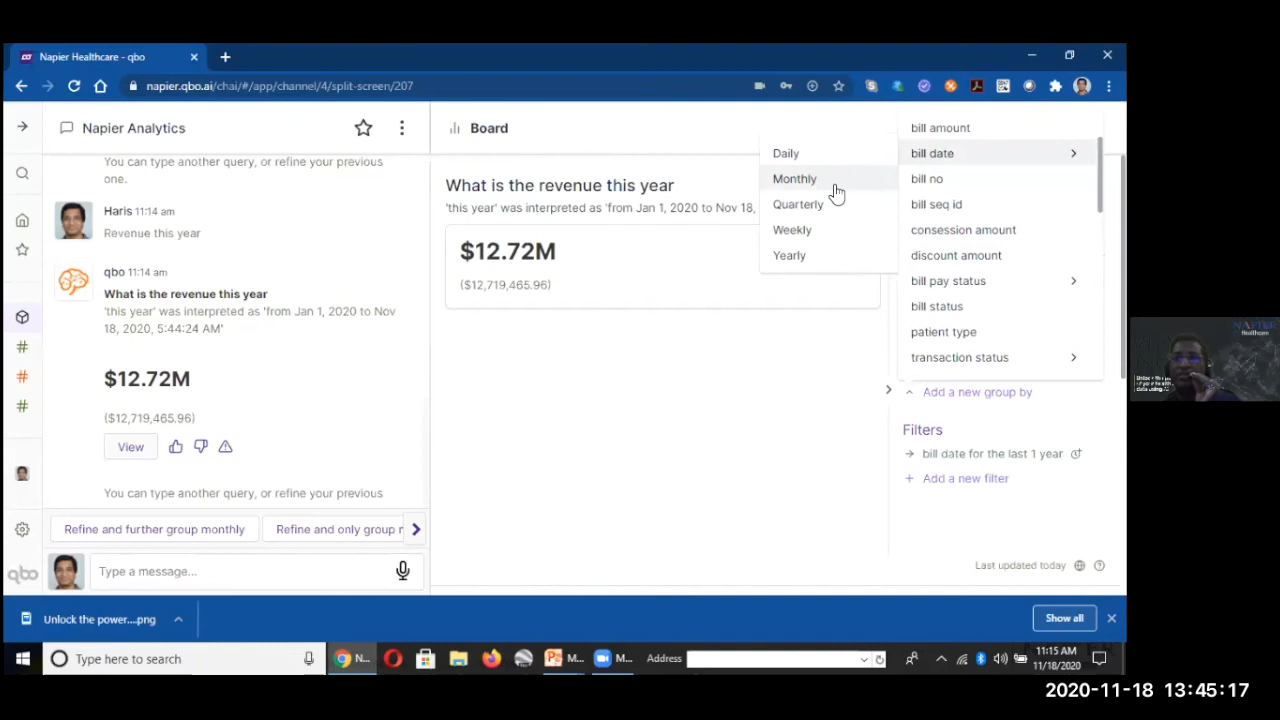 Napier Healthcare - qbo
napier.qbo.ai/chai/#/app/channel/4/split-screen/207
Napier Analytics
You can type another query, or refine your previous
one.
Haris 11:14 am
Revenue this year
qbo 11:14 am
What is the revenue this year
'this year' was interpreted as 'from Jan 1, 2020 to Nov
18, 2020, 5:44:24 AM'
$12.72M
($12,719,465.96)
View
You can type another query, or refine your previous
Refine and further group monthly
Refine and only group r
Type a message...
qbo
Board
What is the revenue this year
'this year' was interpreted as 'from Jan 1, 2020 to Nov 18,
$12.72M
($12,719,465.96)
Daily
Monthly
Quarterly
Weekly
Yearly
bill amount
bill date
bill no
bill seq id
consession amount
discount amount
bill pay status
bill status
patient type
transaction status
Add a new group by
Filters
bill date for the last 1 year
+ Add a new filter
Last updated today
NAPIER
Healthcare
Unlock the power....png
Show all
Type here to search
N...
M...
M...
Address
11:15 AM
11/18/2020
2020-11-18 13:45:17